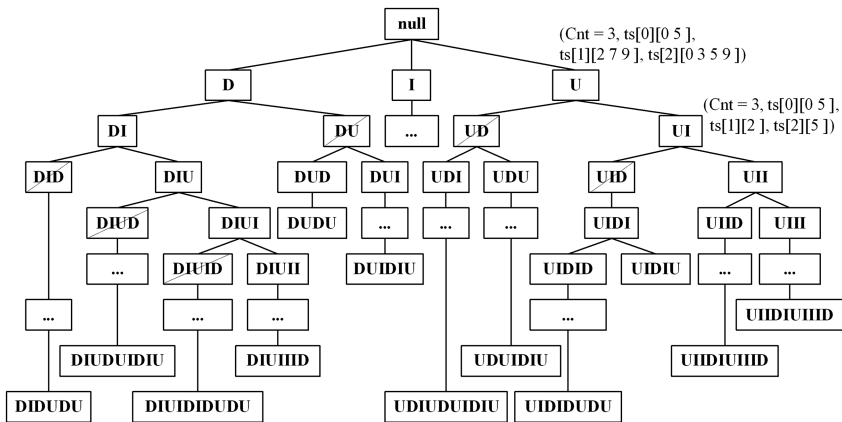 null
(Cnt = 3, ts[0][0 5 ],
ts[1][2 7 9 ], ts[2][0 3 5 9 ])
D I U
(Cnt = 3, ts[0][0 5 ],
ts[1][2 ], ts[2][5 ])
DI DU ... UD UI
DID DIU DUD DUI UDI UDU UID UII
DIUD DIUI DUDU ... ... ... UIDI UIID UIII
... DIUID DIUII DUIDIU UIDID UIDIU ... ...
... ... ... ... UIIDIUIIID
DIUDUIDIU DIUIIID UDUIDIU UIIDIUIIID
DIDUDU DIUIDIDUDU UDIUDUIDIU UIDIDUDU